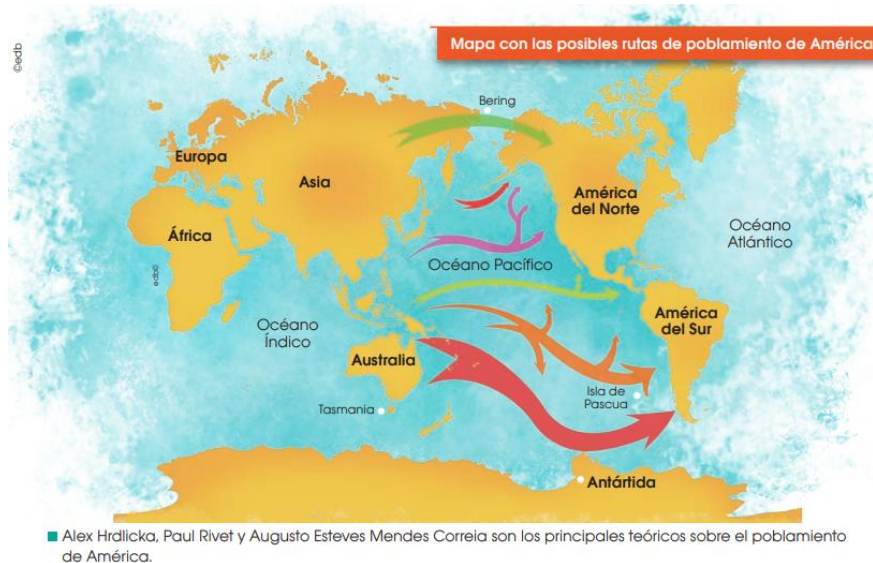 ©edb
Mapa con las posibles rutas de poblamiento de América
Bering
Europa
Asia
América
del Norte
África
Océano
Atlántico
Océano Pacífico
edb©
Océano
Índico
América
del Sur
Australia
Isla de
Pascua
Tasmania
Antártida
Alex Hrdlicka, Paul Rivet y Augusto Esteves Mendes Correia son los principales teóricos sobre el poblamiento
de América.